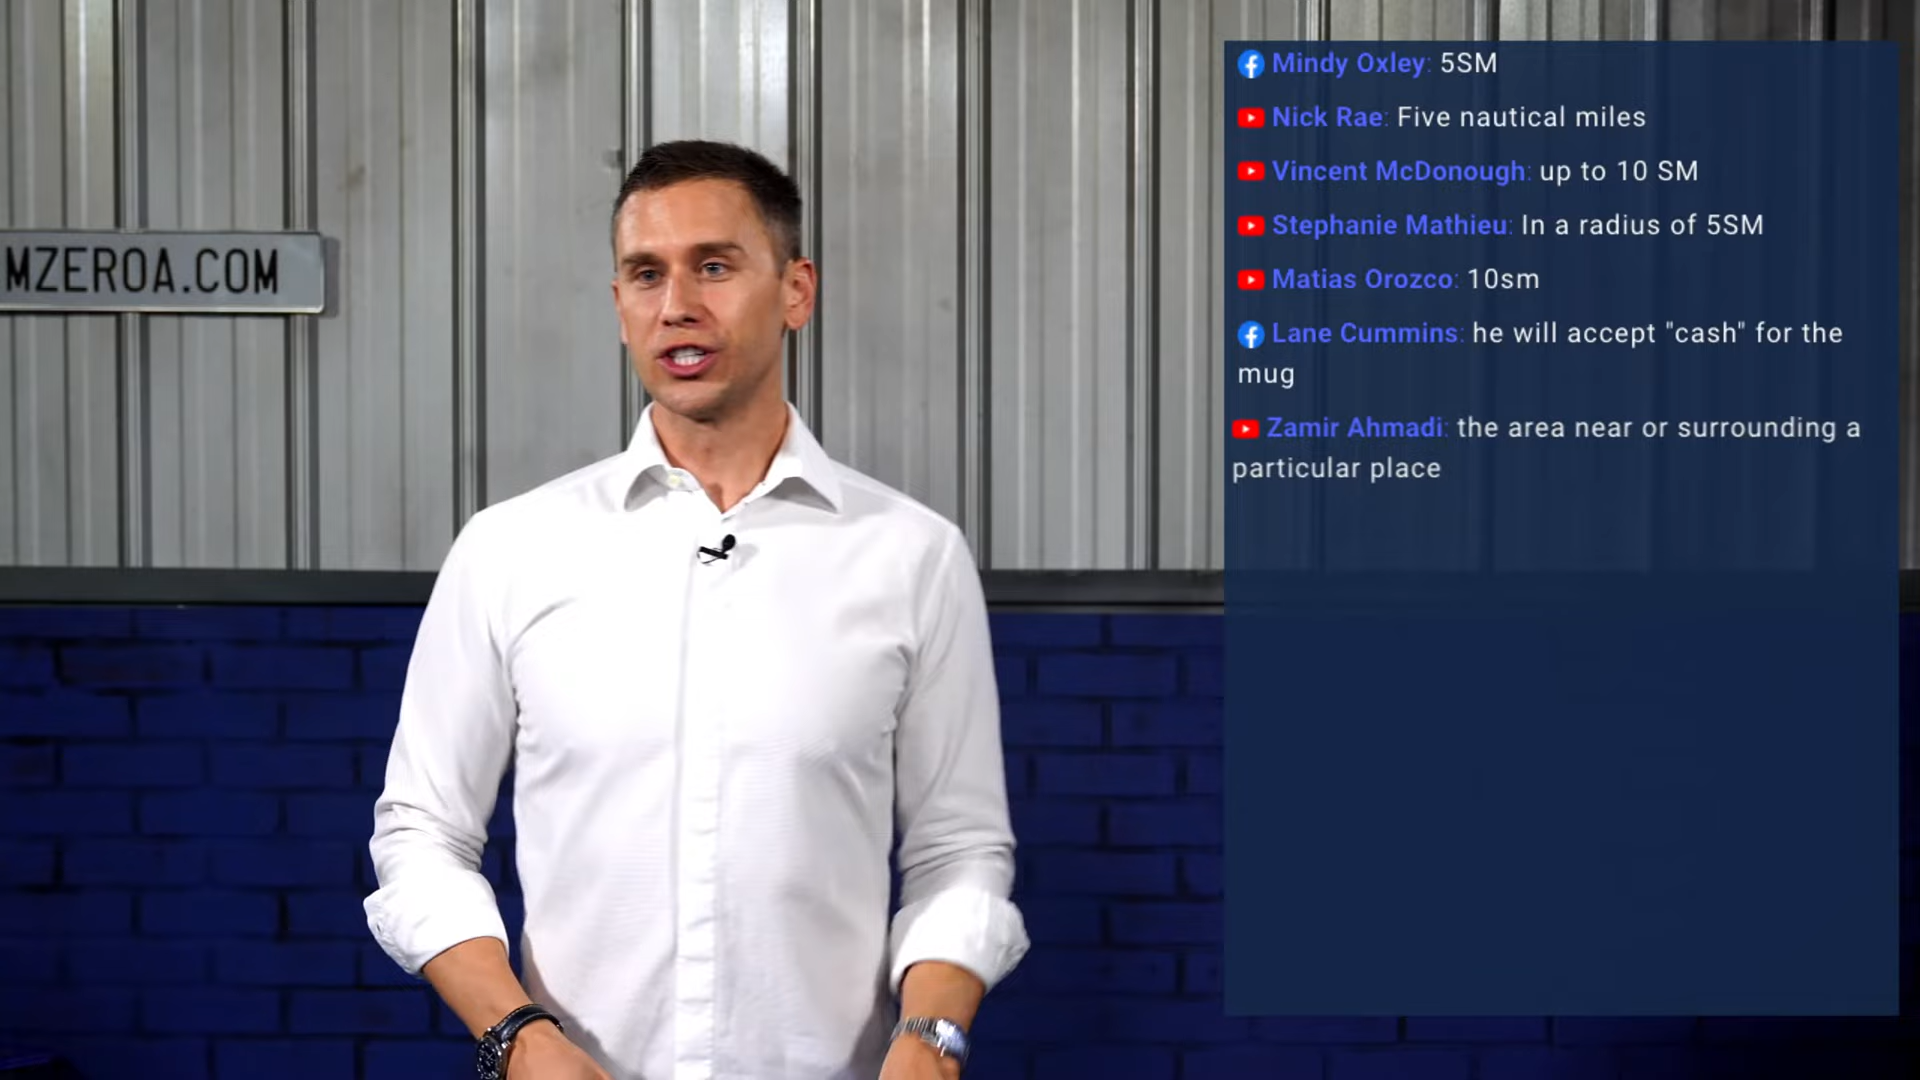 MZEROA.COM
Mindy Oxley: 5SM
Nick Rae: Five nautical miles
Vincent McDonough: up to 10 SM
Stephanie Mathieu: In a radius of 5SM
Matias Orozco: 10sm
Lane Cummins: he will accept "cash" for the
mug
Zamir Ahmadi: the area near or surrounding a
particular place